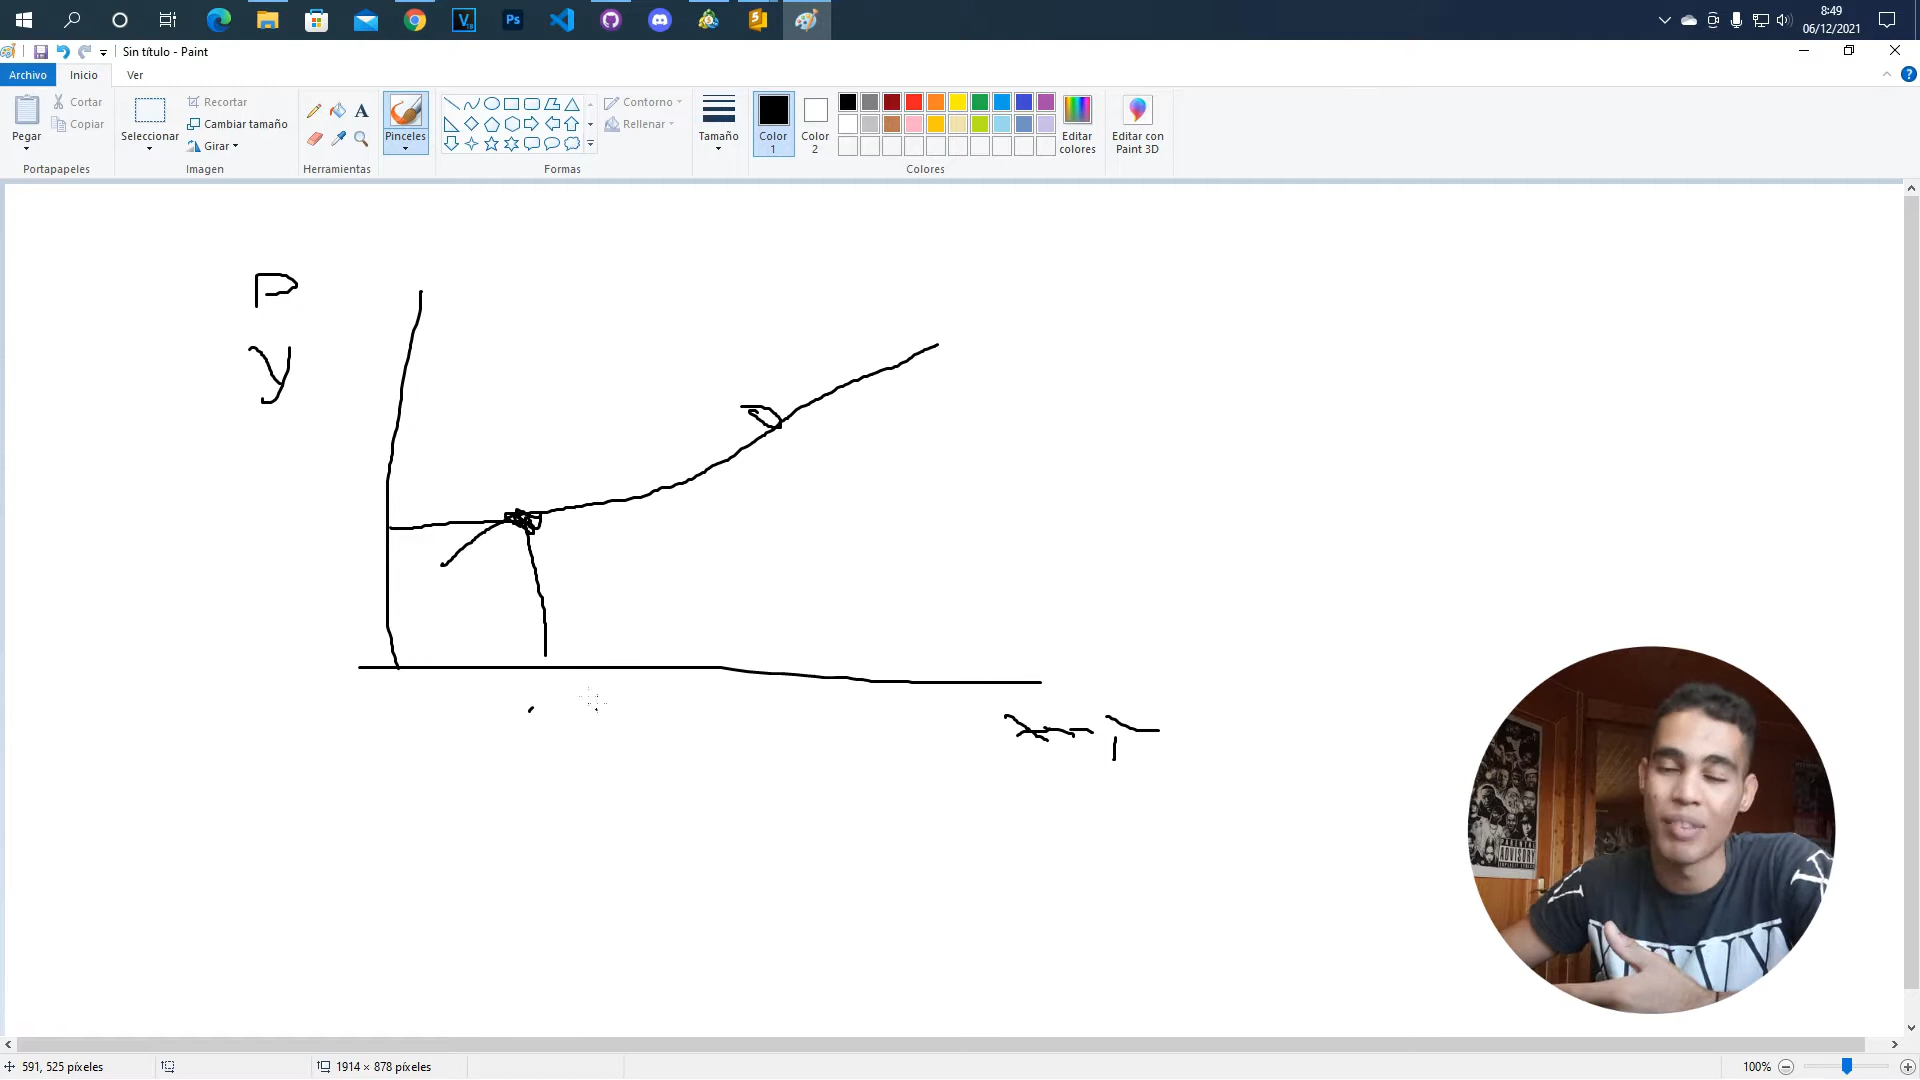 8:49
06/12/2021
Sin título - Paint
Archivo Inicio Ver
Pegar
Cortar
Copiar
Portapapeles
Seleccionar
Recortar
Cambiar tamaño
Girar
Imagen
A
Herramientas
Pinceles
Contorno
Rellenar
Formas
Tamaño
Color
1
Color
2
Editar
colores
Colores
Editar con
Paint 3D
P
y
PARENTAL
ADVISORY
591, 525 píxeles
1914 × 878 píxeles
100%